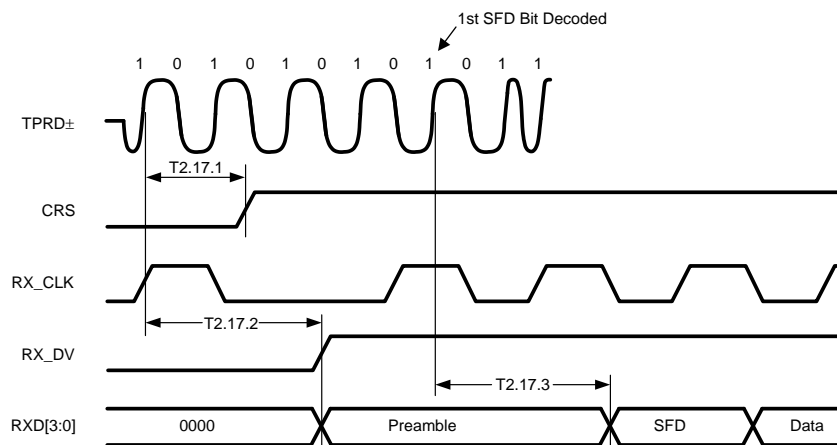 1st SFD Bit Decoded
1 0 1 0 1 0 1 0 1 0 1 1
TPRD±
T2.17.1
CRS
RX_CLK
T2.17.2
RX_DV
T2.17.3
RXD[3:0] 0000 Preamble SFD Data